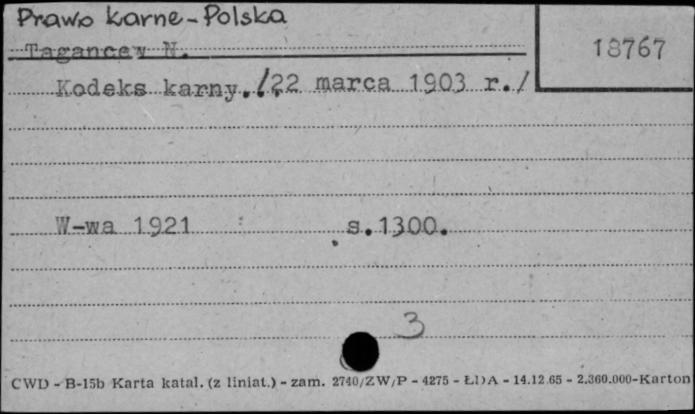 Prawo karne-Polska
Tagancew N.
18767
Kodeks karny./22 marca 1903 r./
W-wa 1921 s.1300.
3
CWD - B-15b Karta katal. (z liniat.) - zam. 2740/ZW/P - 4275 - ŁDA - 14.12.65 - 2.360.000-Karton